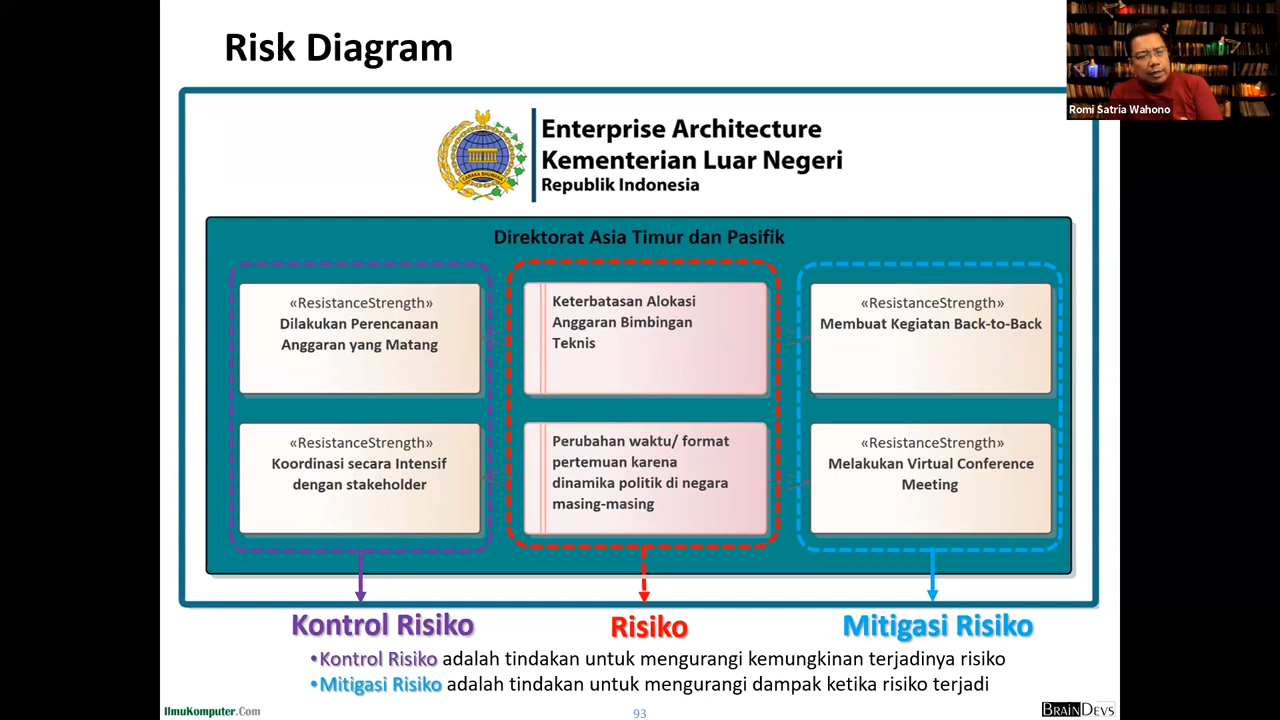 Risk Diagram
Romi Satria Wahono
Enterprise Architecture
Kementerian Luar Negeri
Republik Indonesia
CARAKA BHUWANA
Direktorat Asia Timur dan Pasifik
«ResistanceStrength»
Dilakukan Perencanaan
Anggaran yang Matang
Keterbatasan Alokasi
Anggaran Bimbingan
Teknis
«ResistanceStrength»
Membuat Kegiatan Back-to-Back
«ResistanceStrength»
Koordinasi secara Intensif
dengan stakeholder
Perubahan waktu/ format
pertemuan karena
dinamika politik di negara
masing-masing
«ResistanceStrength»
Melakukan Virtual Conference
Meeting
Kontrol Risiko
Risiko
Mitigasi Risiko
•Kontrol Risiko adalah tindakan untuk mengurangi kemungkinan terjadinya risiko
•Mitigasi Risiko adalah tindakan untuk mengurangi dampak ketika risiko terjadi
IlmuKomputer.Com
93
BRAINDEVS